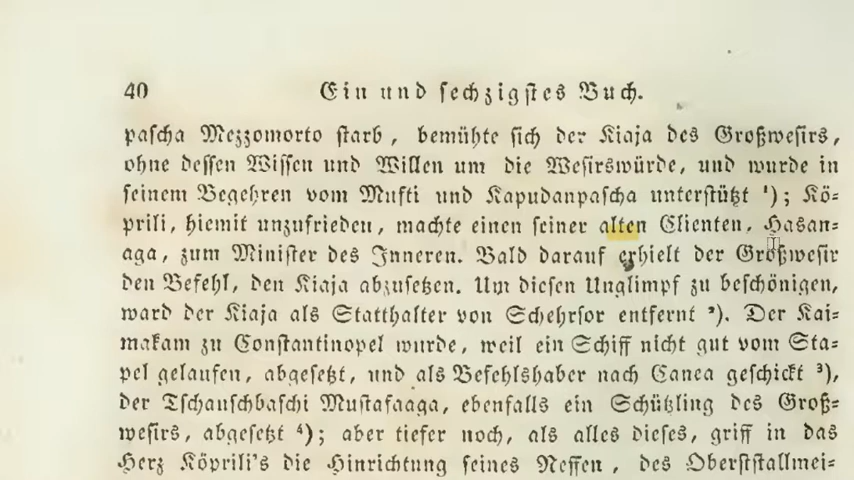 40 Ein und sechzigstes Buch.
pascha Mezzomorto starb, bemühte sich der Kiaja des Großwesirs,
ohne dessen Wissen und Willen um die Wesirswürde, und wurde in
seinem Begehren vom Mufti und Kapudanpascha unterstützt ¹); Kö=
prili, hiemit unzufrieden, machte einen seiner alten Clienten, Hasan=
aga, zum Minister des Inneren. Bald darauf erhielt der Großwesir
den Befehl, den Kiaja abzusetzen. Um diesen Unglimpf zu beschönigen,
ward der Kiaja als Statthalter von Schehrsor entfernt ²). Der Kai=
makam zu Constantinopel wurde, weil ein Schiff nicht gut vom Sta=
pel gelaufen, abgesetzt, und als Befehlshaber nach Canea geschickt ³),
der Tschauschbaschi Mustafaaga, ebenfalls ein Schützling des Groß=
wesirs, abgesetzt ⁴); aber tiefer noch, als alles dieses, griff in das
Herz Köprili's die Hinrichtung seines Neffen, des Oberststallmei=